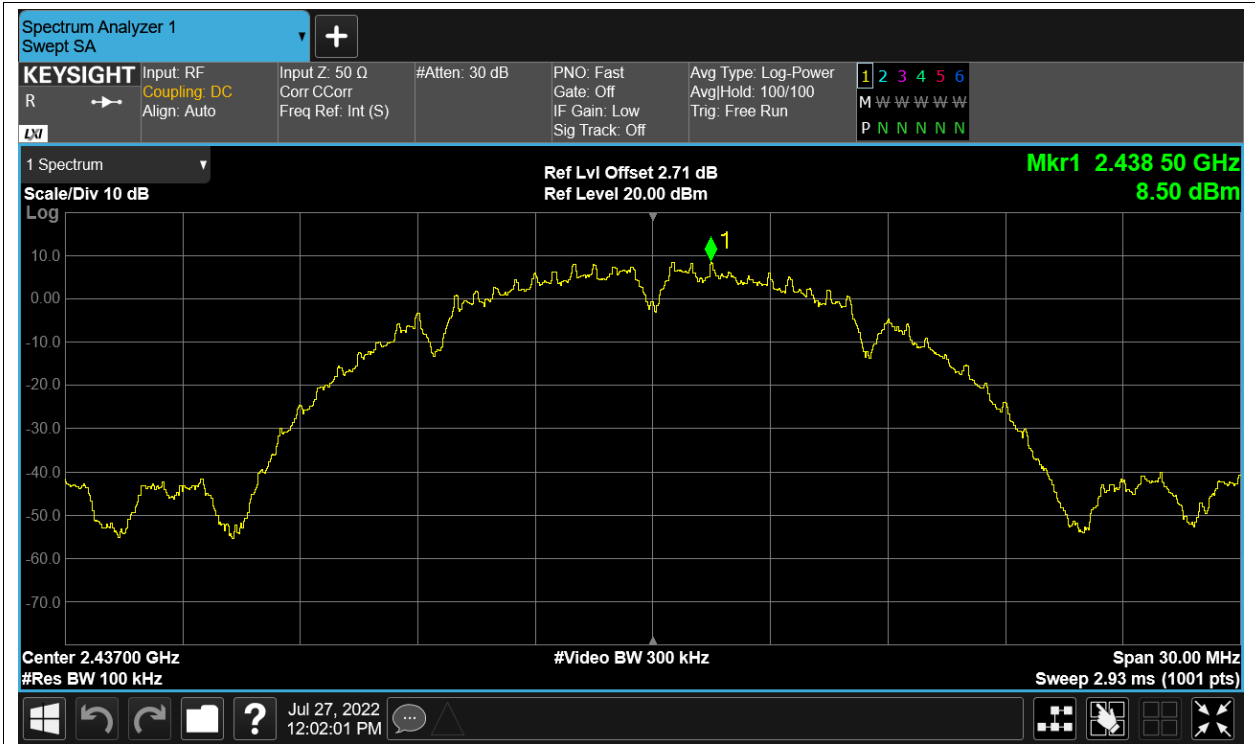 Spectrum Analyzer 1
Swept SA
KEYSIGHT
R
LXI
Input: RF
Coupling: DC
Align: Auto
Input Z: 50 Ω
Corr CCorr
Freq Ref: Int (S)
#Atten: 30 dB
PNO: Fast
Gate: Off
IF Gain: Low
Sig Track: Off
Avg Type: Log-Power
Avg|Hold: 100/100
Trig: Free Run
1 2 3 4 5 6
M W W W W W
P N N N N N
1 Spectrum
Scale/Div 10 dB
Log
Ref Lvl Offset 2.71 dB
Ref Level 20.00 dBm
Mkr1 2.438 50 GHz
8.50 dBm
1
10.0
0.00
-10.0
-20.0
-30.0
-40.0
-50.0
-60.0
-70.0
Center 2.43700 GHz
#Res BW 100 kHz
#Video BW 300 kHz
Span 30.00 MHz
Sweep 2.93 ms (1001 pts)
?
Jul 27, 2022
12:02:01 PM